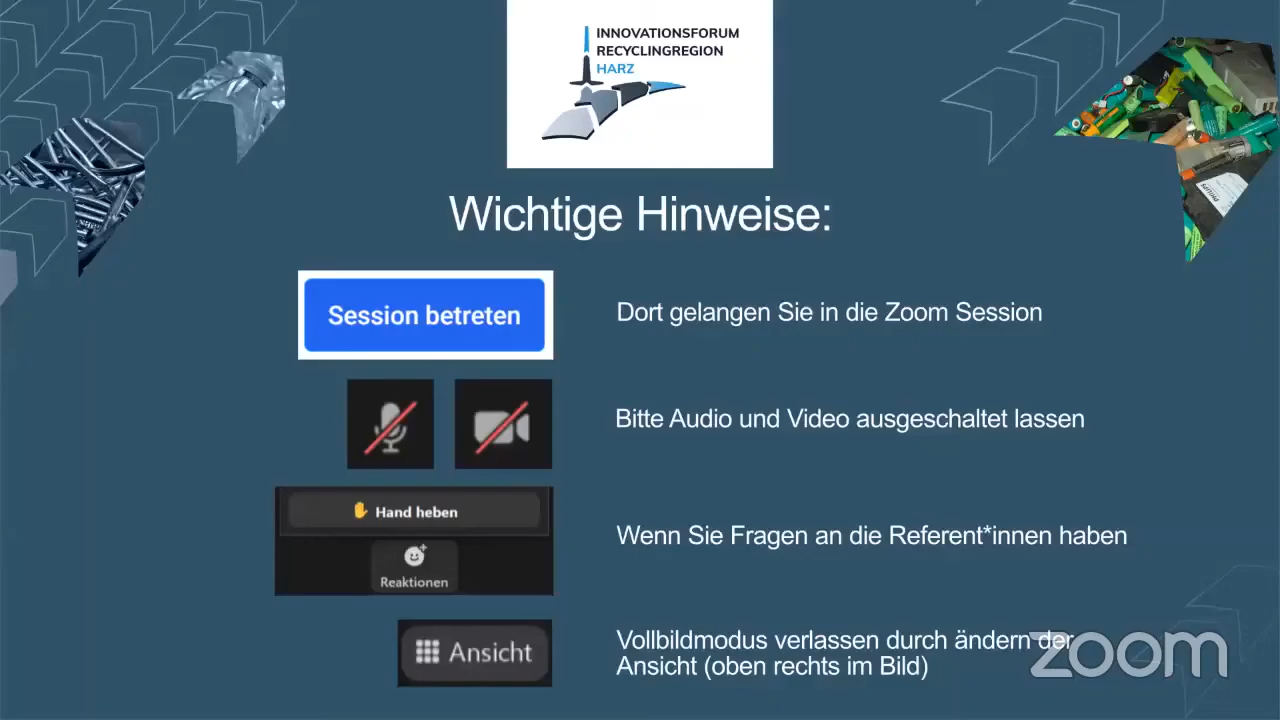 INNOVATIONSFORUM
RECYCLINGREGION
HARZ
Wichtige Hinweise:
Session betreten
Dort gelangen Sie in die Zoom Session
Bitte Audio und Video ausgeschaltet lassen
Hand heben
Reaktionen
Wenn Sie Fragen an die Referent*innen haben
Ansicht
Vollbildmodus verlassen durch ändern der
Ansicht (oben rechts im Bild)
zoom
PHILIPS